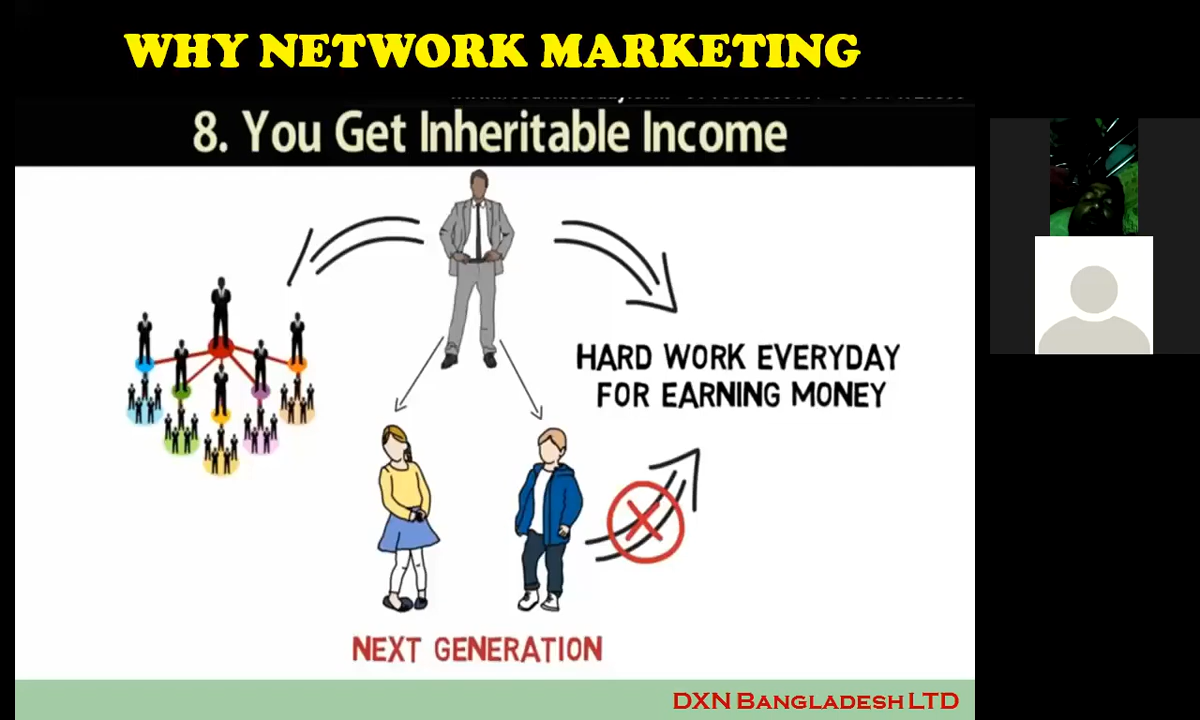 WHY NETWORK MARKETING
8. You Get Inheritable Income
HARD WORK EVERYDAY
FOR EARNING MONEY
NEXT GENERATION
DXN BANGLADESH LTD